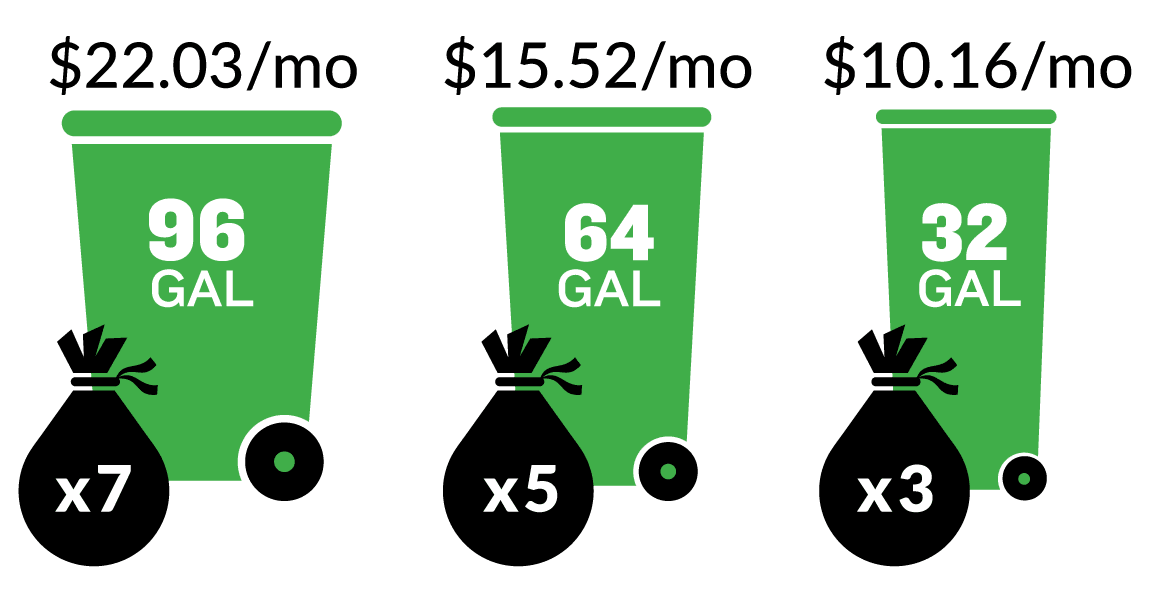 $22.03/mo
$15.52/mo
$10.16/mo
96
GAL
64
GAL
32
GAL
x7
x5
x3